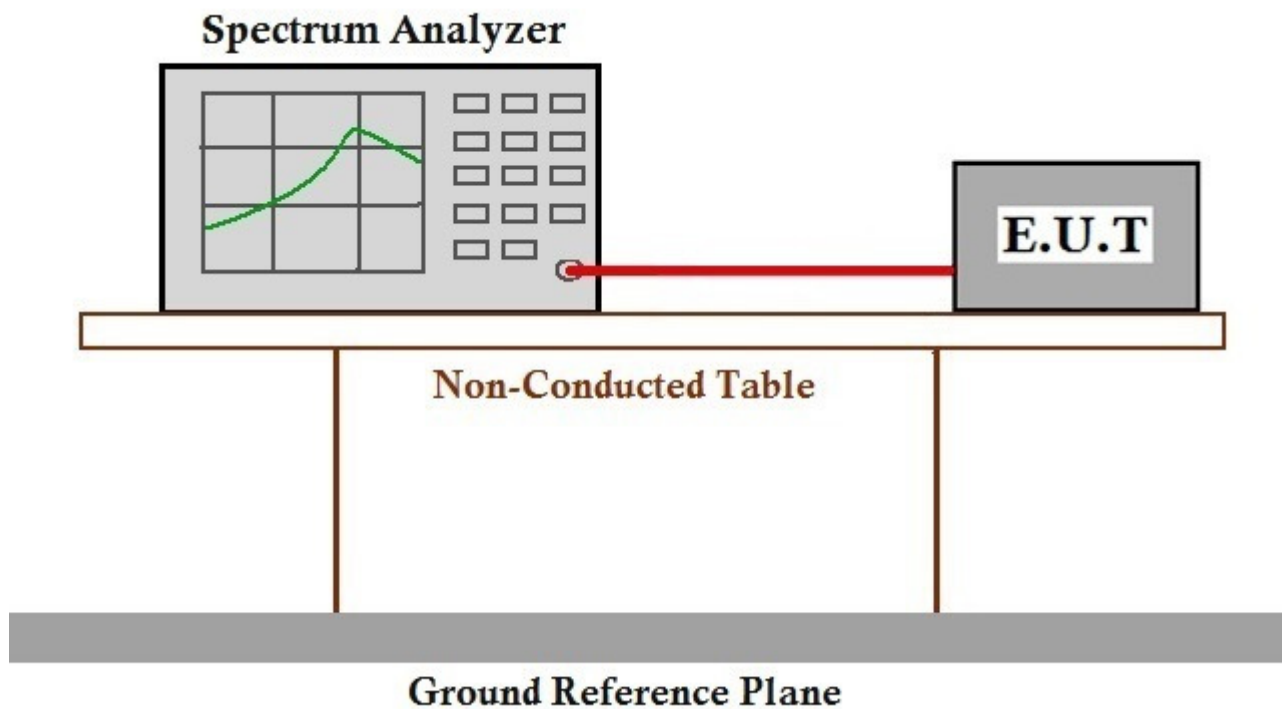 Spectrum Analyzer
E.U.T
Non-Conducted Table
Ground Reference Plane